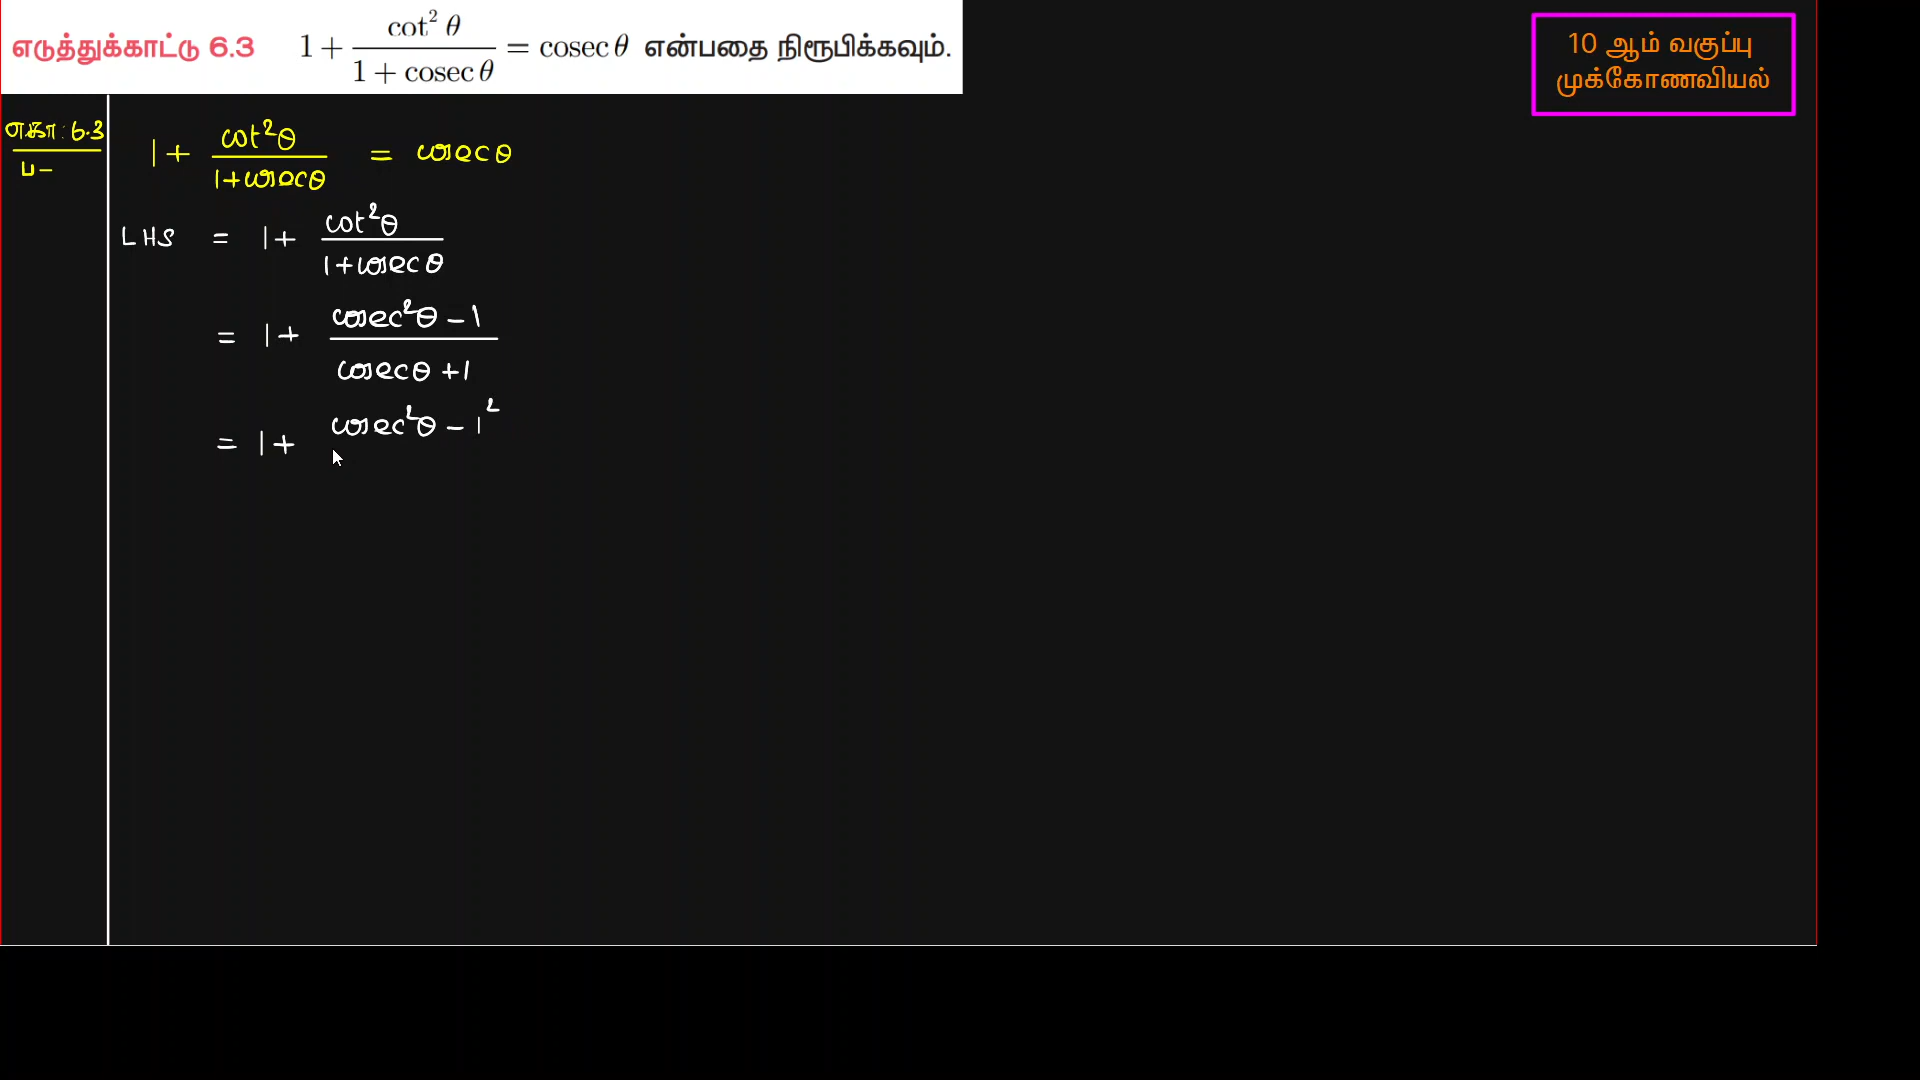 எடுத்துக்காட்டு 6.3 1 + cot² θ / 1 + cosec θ = cosec θ என்பதை நிரூபிக்கவும்.
10 ஆம் வகுப்பு
முக்கோணவியல்
எகா : 6.3
1 + cot²θ / 1+cosecθ = cosecθ
LHS = 1+ cot²θ / 1+cosecθ
= 1+ cosec²θ - 1 / cosecθ +1
= 1+ cosec²θ - 1²